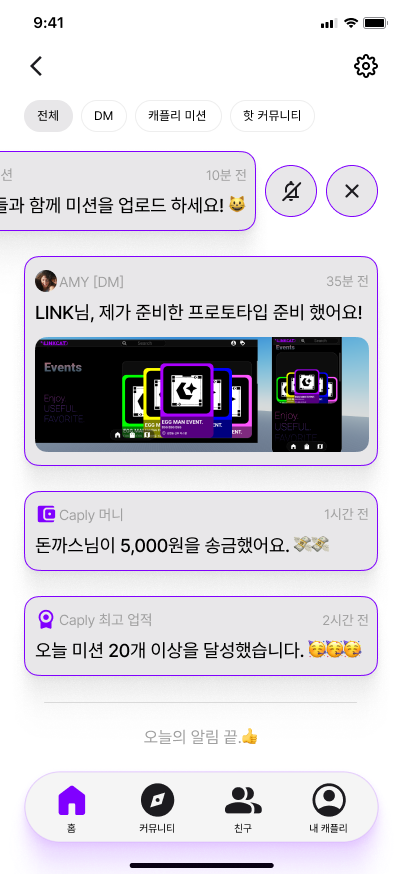 9:41
전체
DM
캐플리 미션
핫 커뮤니티
션
10분 전
들과 함께 미션을 업로드 하세요! 😺
AMY [DM]
35분 전
LINK님, 제가 준비한 프로토타입 준비 했어요!
LINKCAT.
Search
Events
Enjoy
USEFUL
FAVORITE
EGG MAN EVENT.
Search
Events
Enjoy
USEFUL
Caply 머니
1시간 전
돈까스님이 5,000원을 송금했어요. 💸💸
Caply 최고 업적
2시간 전
오늘 미션 20개 이상을 달성했습니다. 🥳🥳🥳
오늘의 알림 끝.👍
홈
커뮤니티
친구
내 캐플리